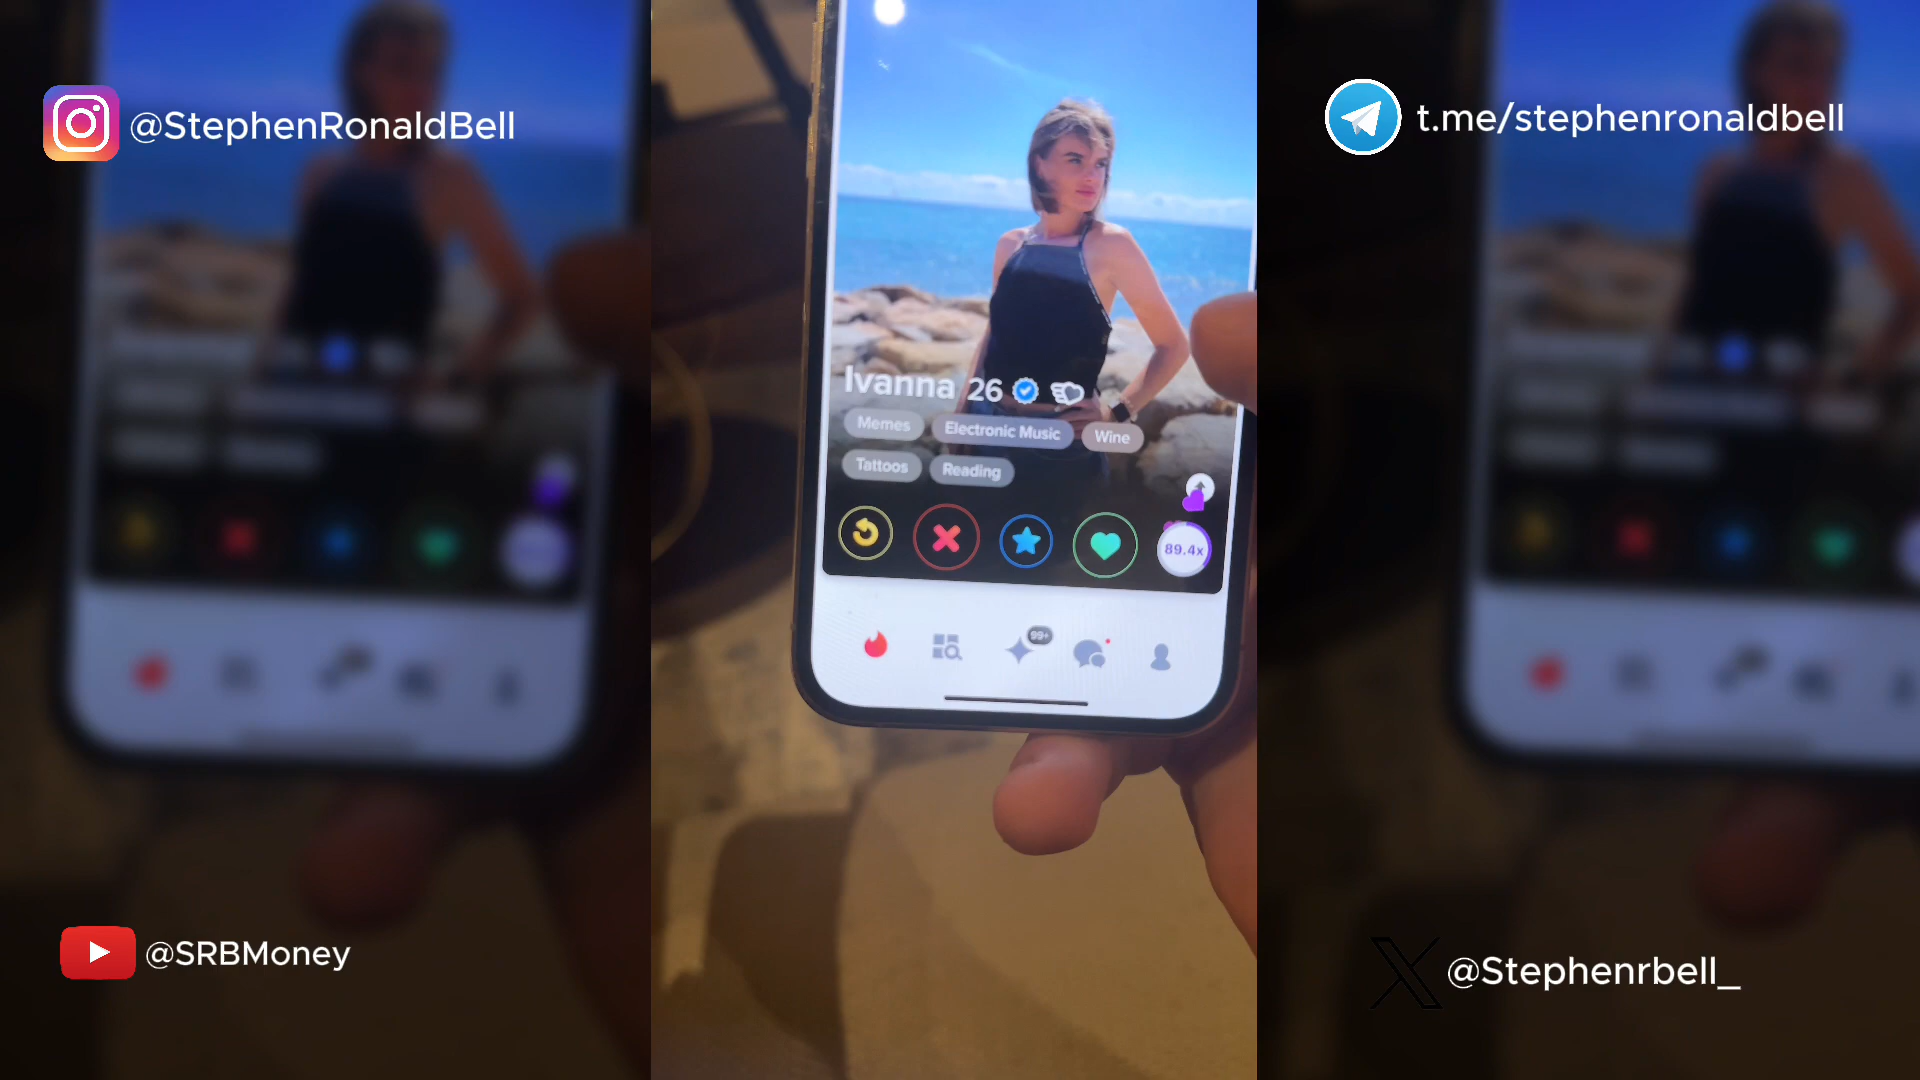 @StephenRonaldBell
t.me/stephenronaldbell
Ivanna 26
Memes
Electronic Music
Wine
Tattoos
Reading
89.4x
99+
@SRBMoney
@Stephenrbell_